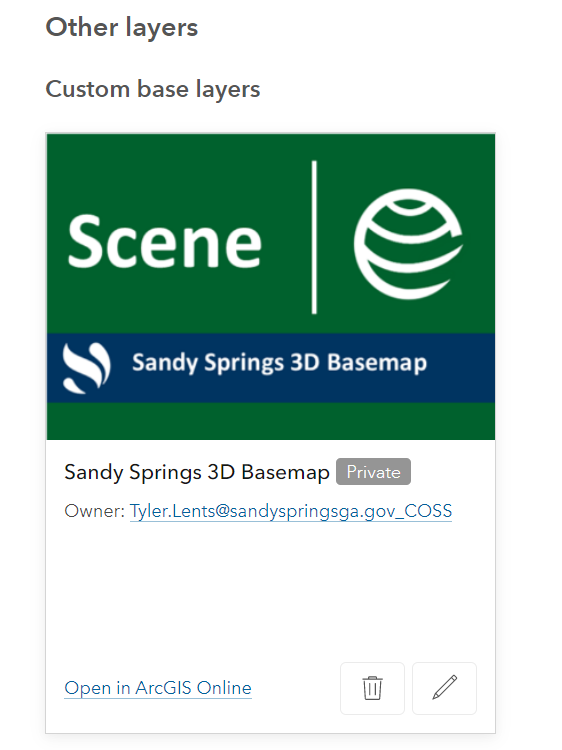 Other layers
Custom base layers
Scene
Sandy Springs 3D Basemap
Sandy Springs 3D Basemap Private
Owner: Tyler.Lents@sandyspringsga.gov_COSS
Open in ArcGIS Online